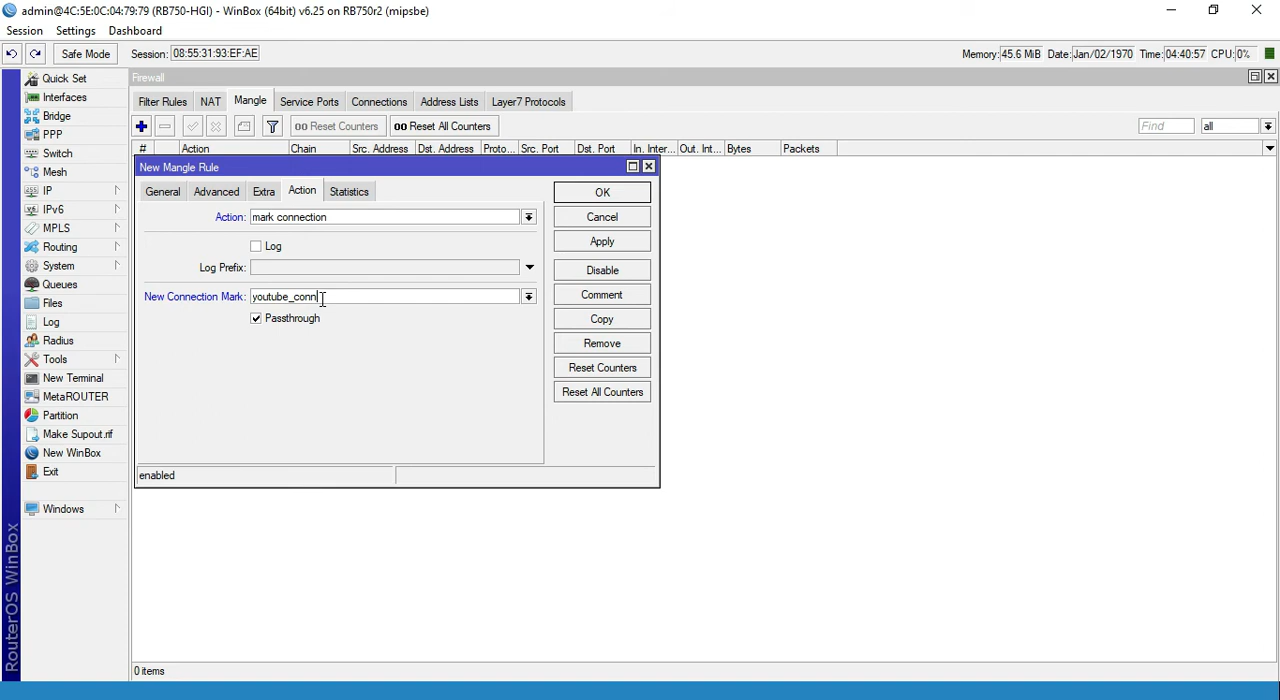 admin@4C:5E:0C:04:79:79 (RB750-HGI) - WinBox (64bit) v6.25 on RB750r2 (mipsbe)
Session Settings Dashboard
Safe Mode Session: 08:55:31:93:EF:AE Memory: 45.6 MiB Date: Jan/02/1970 Time: 04:40:57 CPU: 0%
Quick Set
Interfaces
Bridge
PPP
Switch
Mesh
IP
IPv6
MPLS
Routing
System
Queues
Files
Log
Radius
Tools
New Terminal
MetaROUTER
Partition
Make Supout.rif
New WinBox
Exit
Windows
RouterOS WinBox
Firewall
Filter Rules NAT Mangle Service Ports Connections Address Lists Layer7 Protocols
00 Reset Counters 00 Reset All Counters Find all
# Action Chain Src. Address Dst. Address Proto... Src. Port Dst. Port In. Inter... Out. Int... Bytes Packets
New Mangle Rule
General Advanced Extra Action Statistics
Action: mark connection
Log
Log Prefix:
New Connection Mark: youtube_conn
Passthrough
OK
Cancel
Apply
Disable
Comment
Copy
Remove
Reset Counters
Reset All Counters
enabled
0 items